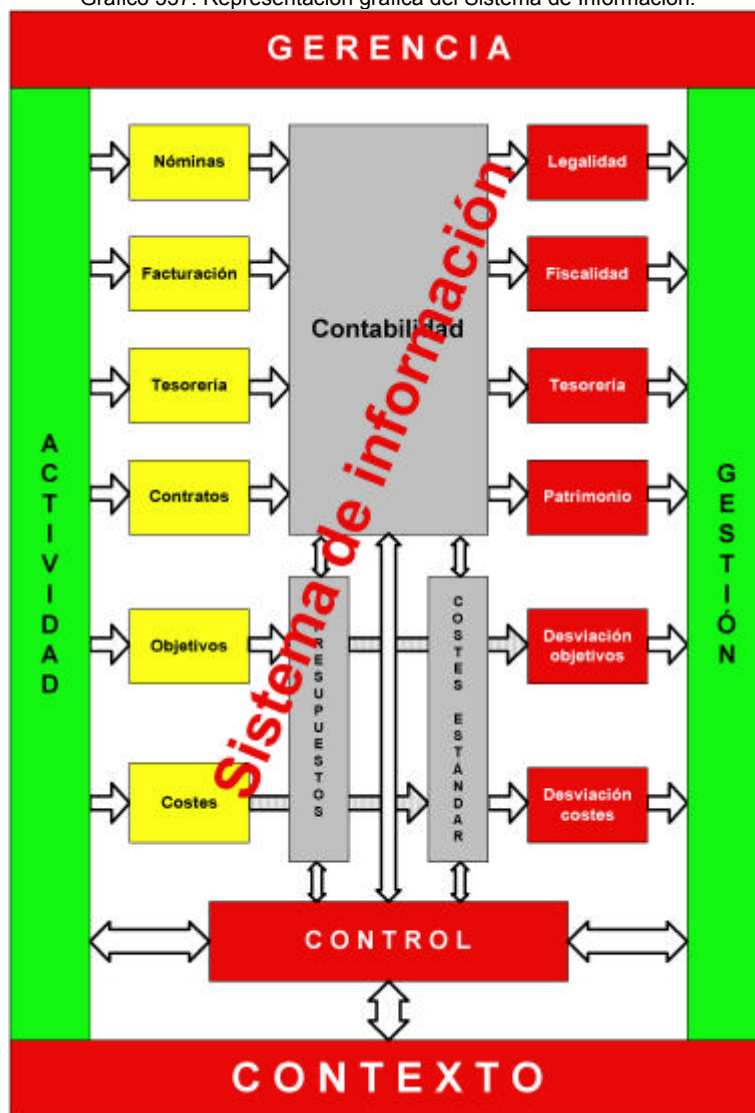 Gráfico 337. Representación gráfica del Sistema de Información.
GERENCIA
ACTIVIDAD
Nóminas
Facturación
Tesorería
Contratos
Objetivos
Costes
Contabilidad
Sistema de información
RESUPUESTOS
COSTES ESTÁNDAR
Legalidad
Fiscalidad
Tesorería
Patrimonio
Desviación
objetivos
Desviación
costes
GESTIÓN
CONTROL
CONTEXTO